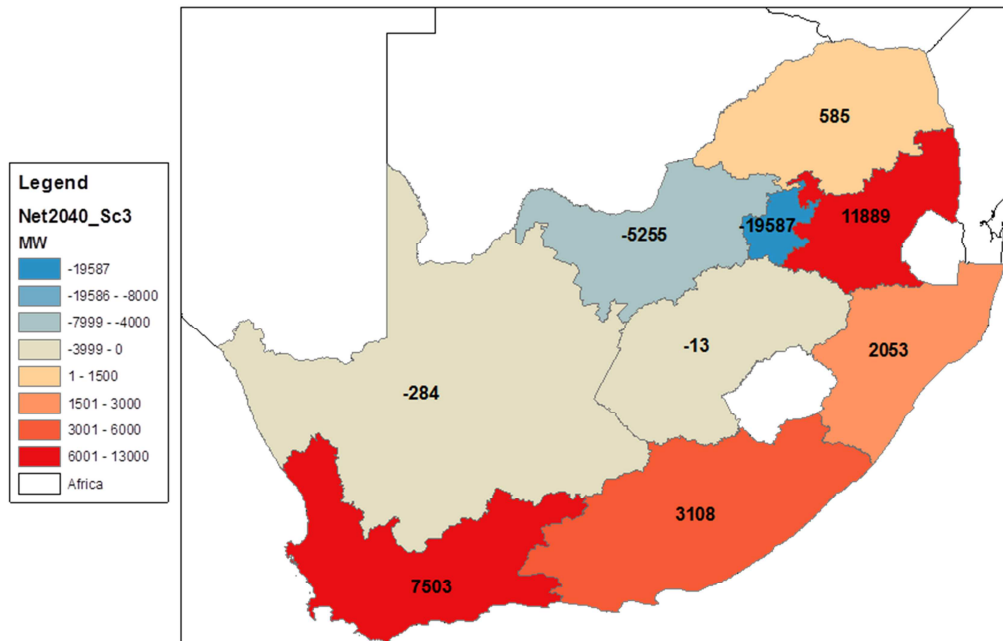 Legend
Net2040_Sc3
MW
-19587
-19586 - -8000
-7999 - -4000
-3999 - 0
1 - 1500
1501 - 3000
3001 - 6000
6001 - 13000
Africa
585
11889
-19587
-5255
-13
2053
-284
3108
7503